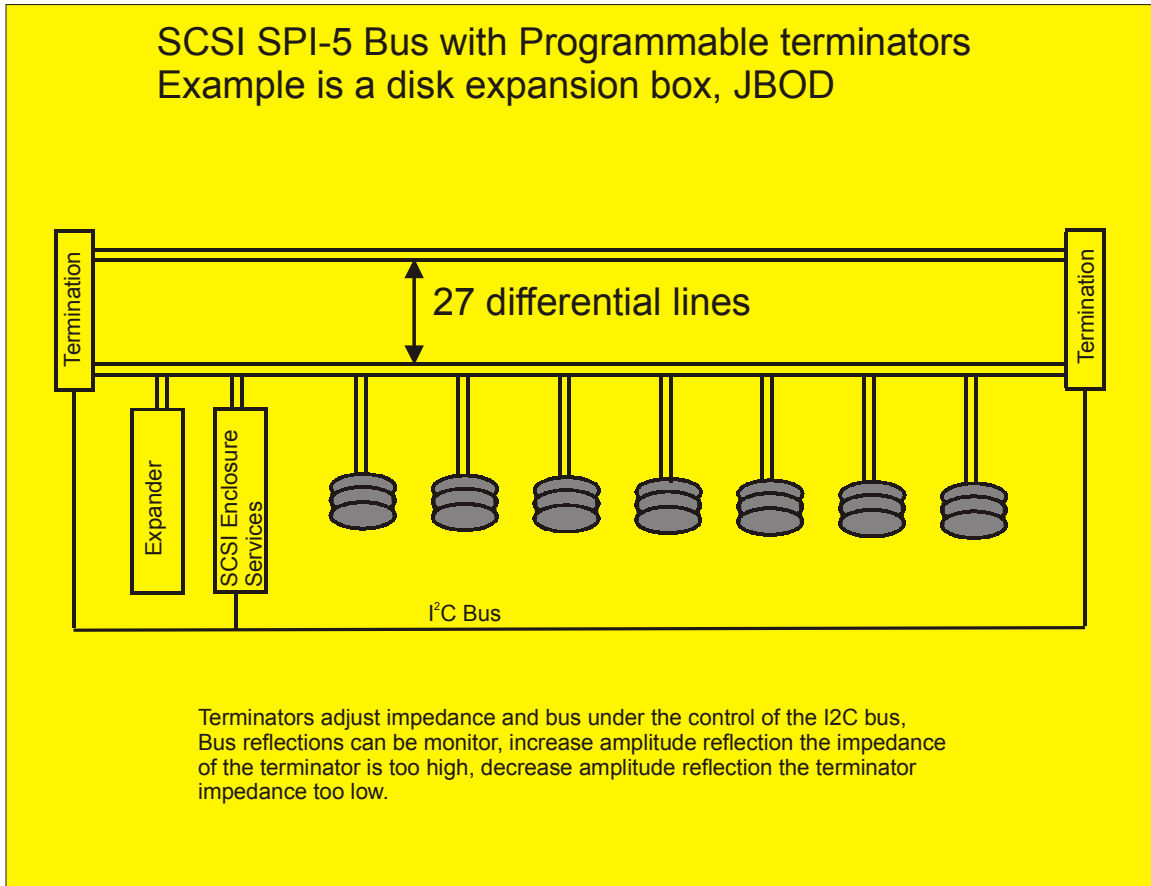 SCSI SPI-5 Bus with Programmable terminators
Example is a disk expansion box, JBOD
Termination
27 differential lines
Termination
Expander
SCSI Enclosure
Services
I²C Bus
Terminators adjust impedance and bus under the control of the I2C bus,
Bus reflections can be monitor, increase amplitude reflection the impedance
of the terminator is too high, decrease amplitude reflection the terminator
impedance too low.